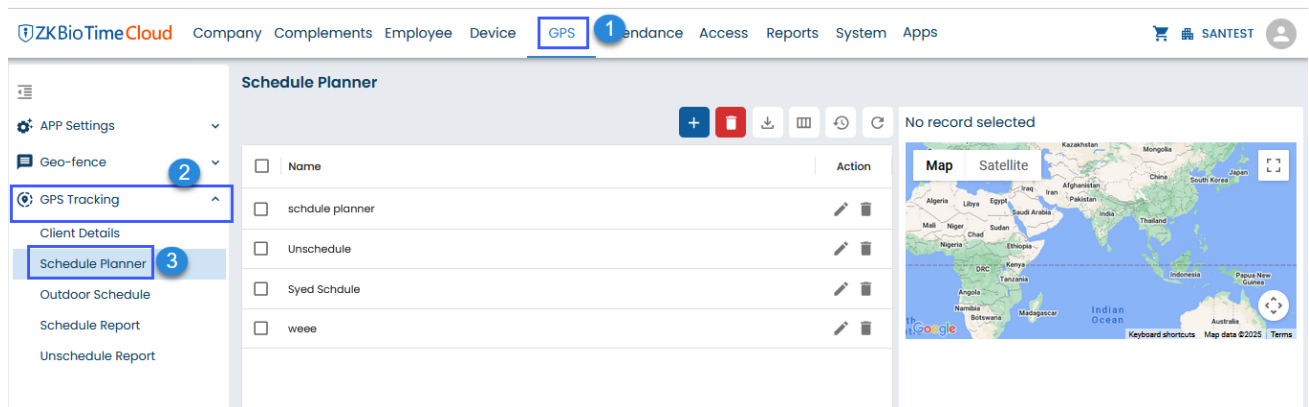 ZKBioTime Cloud Company Complements Employee Device GPS 1 endance Access Reports System Apps SANTEST
Schedule Planner
APP Settings
No record selected
Geo-fence
2
Name Action
Map Satellite
GPS Tracking
schdule planner
Client Details
Unschedule
Schedule Planner 3
Syed Schdule
Outdoor Schedule
Schedule Report
weee
Unschedule Report
Kazakhstan
Mongolia
China
Japan
South Korea
Iraq
Iran
Afghanistan
Pakistan
Algeria
Libya
Egypt
Saudi Arabia
India
Thailand
Mali
Niger
Chad
Sudan
Nigeria
Ethiopia
DRC
Kenya
Tanzania
Indonesia
Papua New
Guinea
Angola
Namibia
Botswana
Madagascar
Indian
Ocean
Australia
Google
Keyboard shortcuts Map data ©2025 Terms